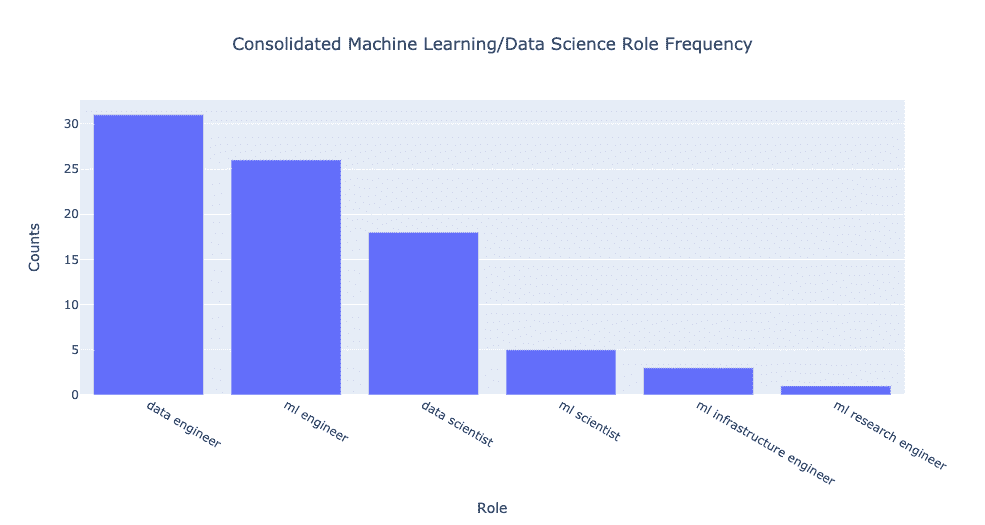 Consolidated Machine Learning/Data Science Role Frequency
Counts
30
25
20
15
10
5
0
data engineer
ml engineer
data scientist
ml scientist
ml infrastructure engineer
ml research engineer
Role